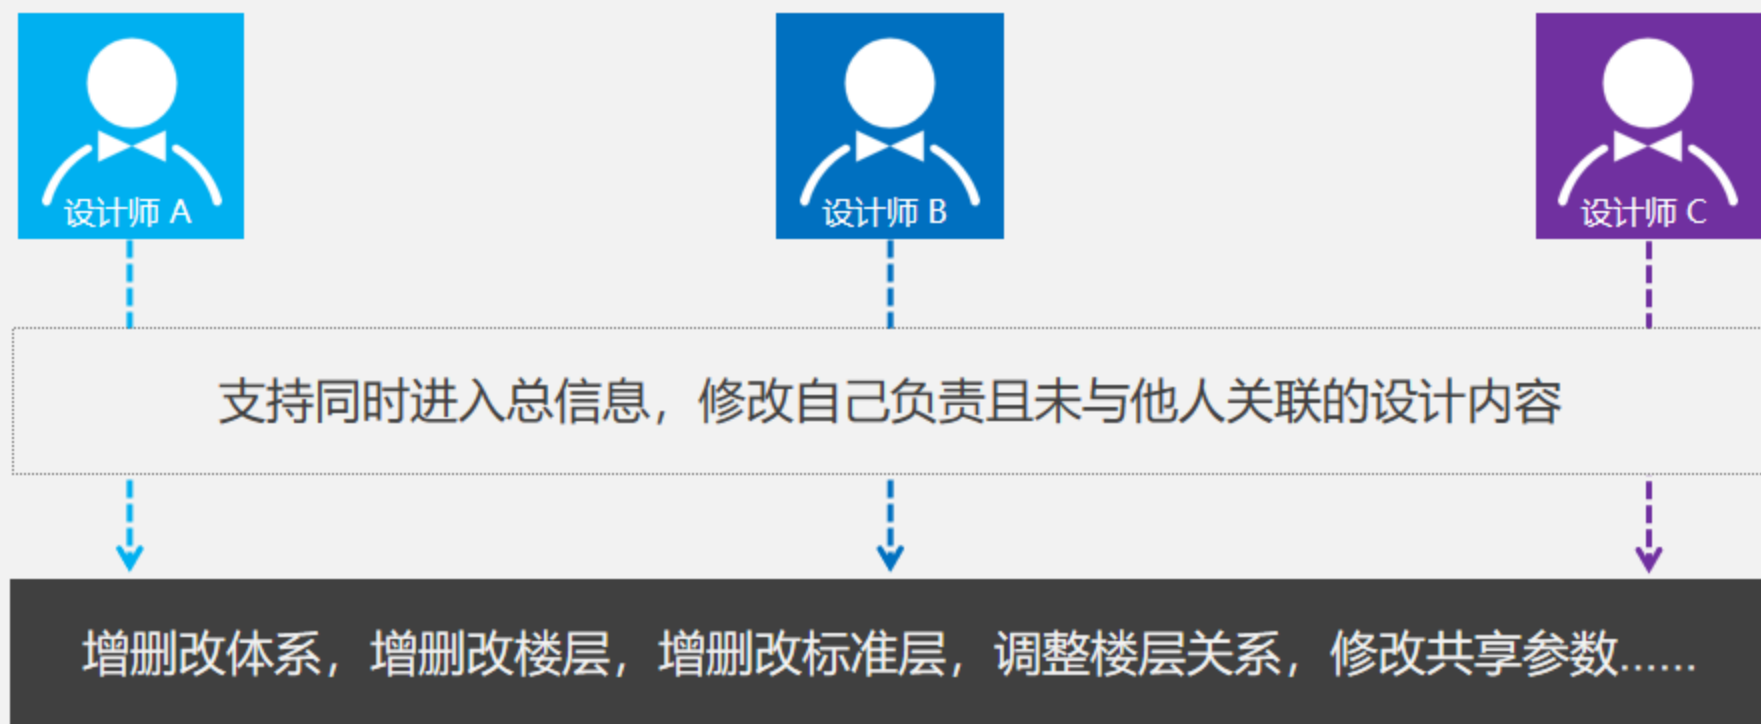 设计师 A
设计师 B
设计师 C
支持同时进入总信息，修改自己负责且未与他人关联的设计内容
增删改体系，增删改楼层，增删改标准层，调整楼层关系，修改共享参数……